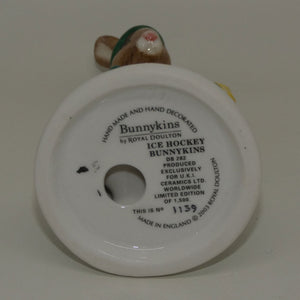 HAND MADE AND HAND DECORATED
Bunnykins
by ROYAL DOULTON
ICE HOCKEY
BUNNYKINS
DB 282
PRODUCED
EXCLUSIVELY
FOR U.K.I.
CERAMICS LTD.
WORLDWIDE
LIMITED EDITION
OF 1,500
THIS IS Nº 1139
MADE IN ENGLAND © 2003 ROYAL DOULTON